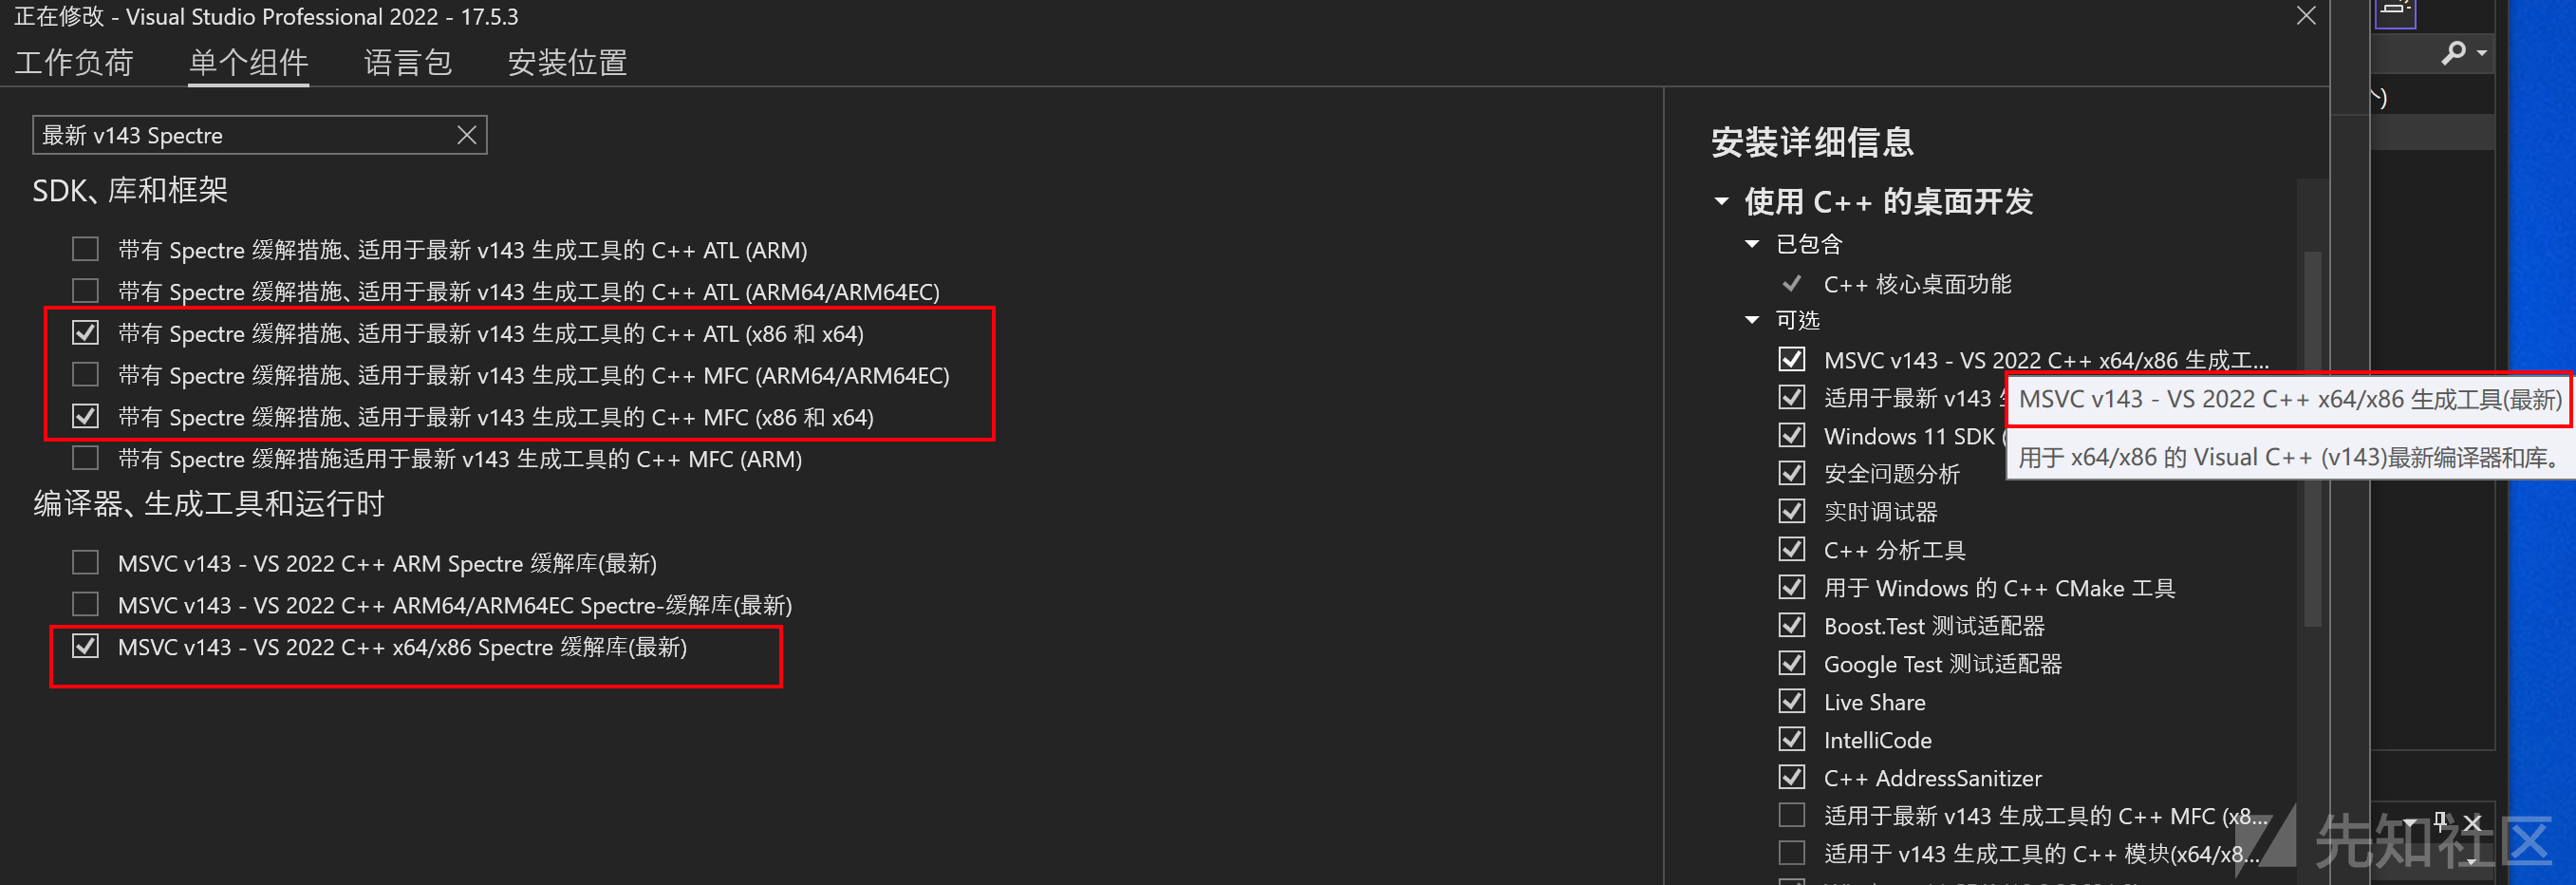 正在修改 - Visual Studio Professional 2022 - 17.5.3
工作负荷 单个组件 语言包 安装位置
最新 v143 Spectre
SDK、库和框架
带有 Spectre 缓解措施、适用于最新 v143 生成工具的 C++ ATL (ARM)
带有 Spectre 缓解措施、适用于最新 v143 生成工具的 C++ ATL (ARM64/ARM64EC)
带有 Spectre 缓解措施、适用于最新 v143 生成工具的 C++ ATL (x86 和 x64)
带有 Spectre 缓解措施、适用于最新 v143 生成工具的 C++ MFC (ARM64/ARM64EC)
带有 Spectre 缓解措施、适用于最新 v143 生成工具的 C++ MFC (x86 和 x64)
带有 Spectre 缓解措施适用于最新 v143 生成工具的 C++ MFC (ARM)
编译器、生成工具和运行时
MSVC v143 - VS 2022 C++ ARM Spectre 缓解库(最新)
MSVC v143 - VS 2022 C++ ARM64/ARM64EC Spectre-缓解库(最新)
MSVC v143 - VS 2022 C++ x64/x86 Spectre 缓解库(最新)
安装详细信息
使用 C++ 的桌面开发
已包含
C++ 核心桌面功能
可选
MSVC v143 - VS 2022 C++ x64/x86 生成工...
适用于最新 v143
MSVC v143 - VS 2022 C++ x64/x86 生成工具(最新)
Windows 11 SDK (
用于 x64/x86 的 Visual C++ (v143)最新编译器和库。
安全问题分析
实时调试器
C++ 分析工具
用于 Windows 的 C++ CMake 工具
Boost.Test 测试适配器
Google Test 测试适配器
Live Share
IntelliCode
C++ AddressSanitizer
适用于最新 v143 生成工具的 C++ MFC (x8...
适用于 v143 生成工具的 C++ 模块(x64/x8...
先知社区